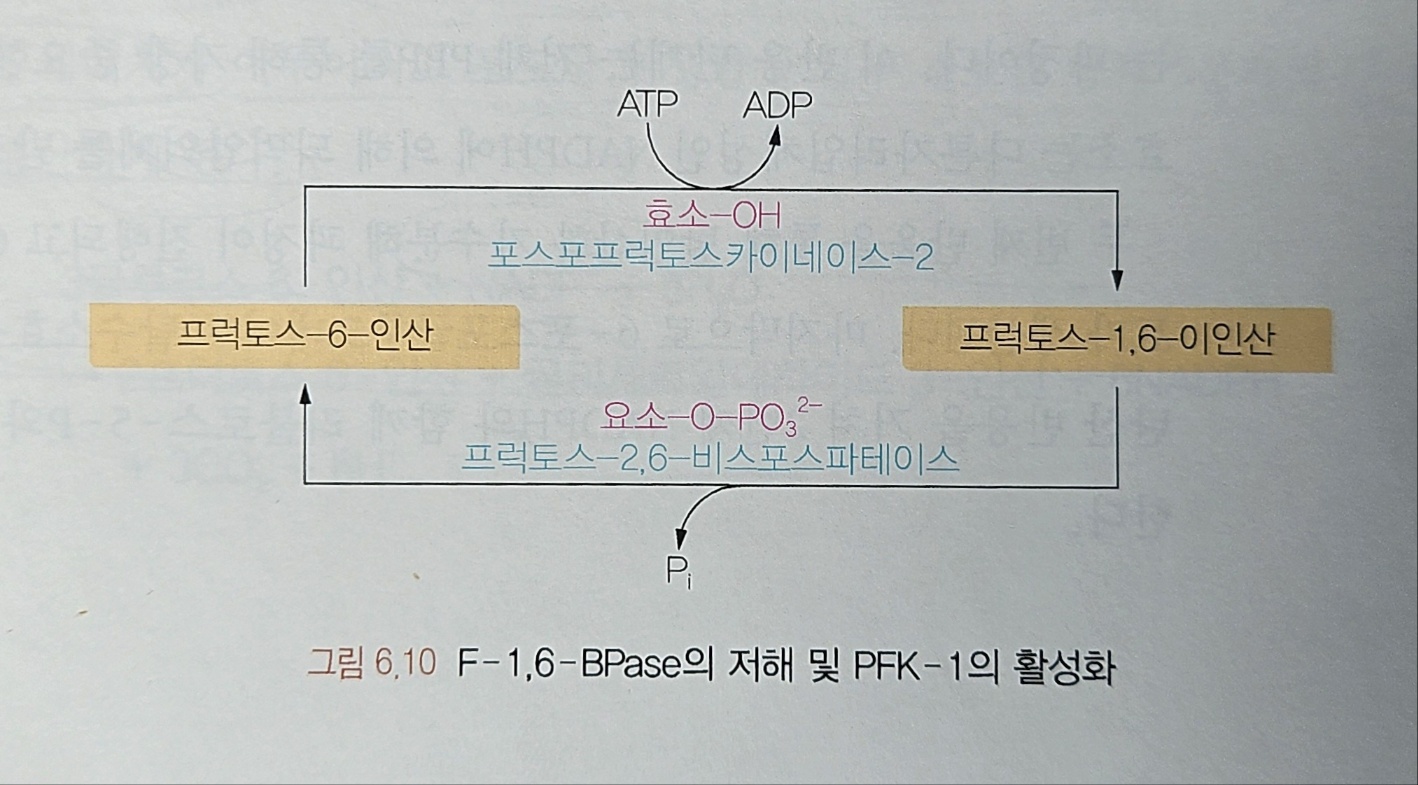 ATP ADP
효소-OH
포스포프럭토스카이네이스-2
프럭토스-6-인산
프럭토스-1,6-이인산
요소-O-PO₃²⁻
프럭토스-2,6-비스포스파테이스
Pᵢ
그림 6.10 F-1,6-BPase의 저해 및 PFK-1의 활성화